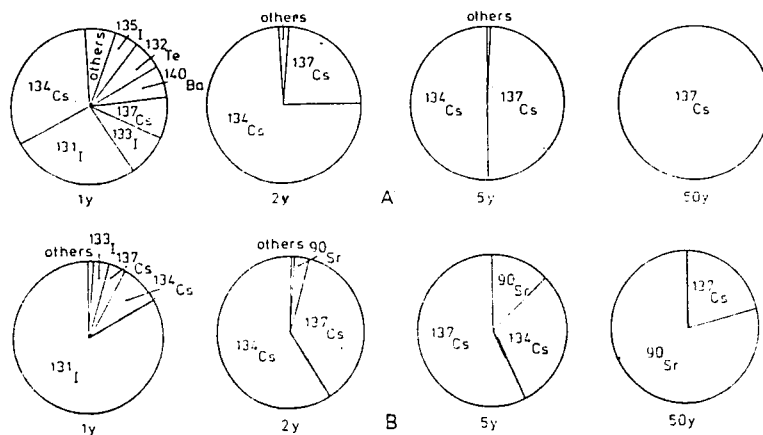 others
135I
132Te
140Ba
137Cs
133I
131I
134Cs
1y
others
137Cs
134Cs
2y
A
others
134Cs
137Cs
5y
137Cs
50y
others
133I
137Cs
134Cs
131I
1y
others
90Sr
137Cs
134Cs
2y
B
90Sr
137Cs
134Cs
5y
137Cs
90Sr
50y